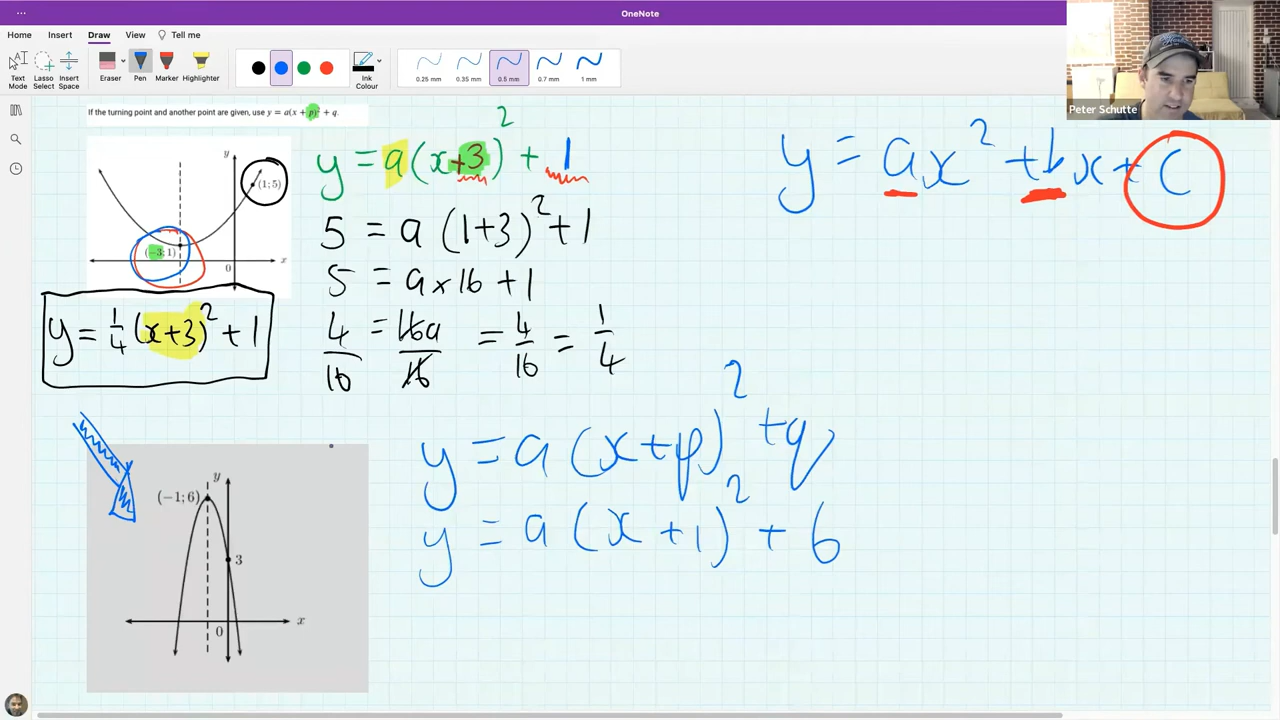 OneNote
Home Insert Draw View Tell me
Text Mode
Lasso Select
Insert Space
Eraser
Pen
Marker
Highlighter
0.25 mm
0.35 mm
0.5 mm
0.7 mm
1 mm
Ink Colour
Peter Schutte
If the turning point and another point are given, use y = a(x + p)² + q.
y
(1; 5)
(−3; 1)
0
x
y = 1/4 (x+3)² + 1
y = a(x+3)² + 1
5 = a(1+3)² + 1
5 = a×16 + 1
4/16 = 16a/16 = 4/16 = 1/4
y = ax² + bx + c
y
(−1; 6)
3
0
x
y = a(x+p)² + q
y = a(x+1)² + 6